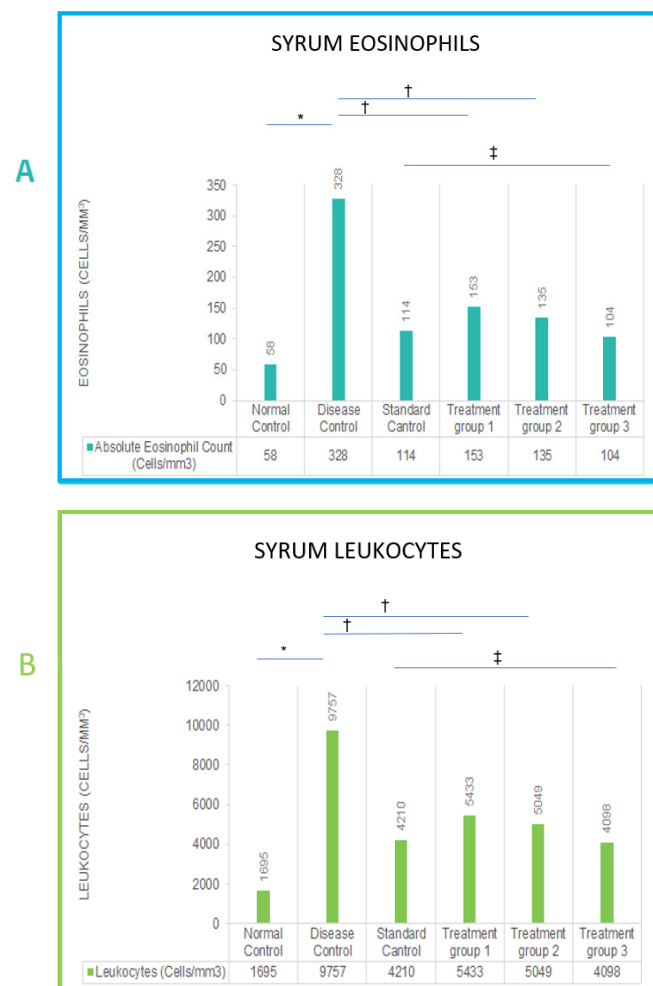 SYRUM EOSINOPHILS
†
†
*
‡
A
EOSINOPHILS (CELLS/MM³)
350
300
250
200
150
100
50
0
58
328
114
153
135
104
Normal Control
Disease Control
Standard Cantrol
Treatment group 1
Treatment group 2
Treatment group 3
Absolute Eosinophil Count (Cells/mm3)
58 328 114 153 135 104
SYRUM LEUKOCYTES
†
†
*
‡
B
LEUKOCYTES (CELLS/MM³)
12000
10000
8000
6000
4000
2000
0
1695
9757
4210
5433
5049
4098
Normal Control
Disease Control
Standard Cantrol
Treatment group 1
Treatment group 2
Treatment group 3
Leukocytes (Cells/mm3) 1695 9757 4210 5433 5049 4098